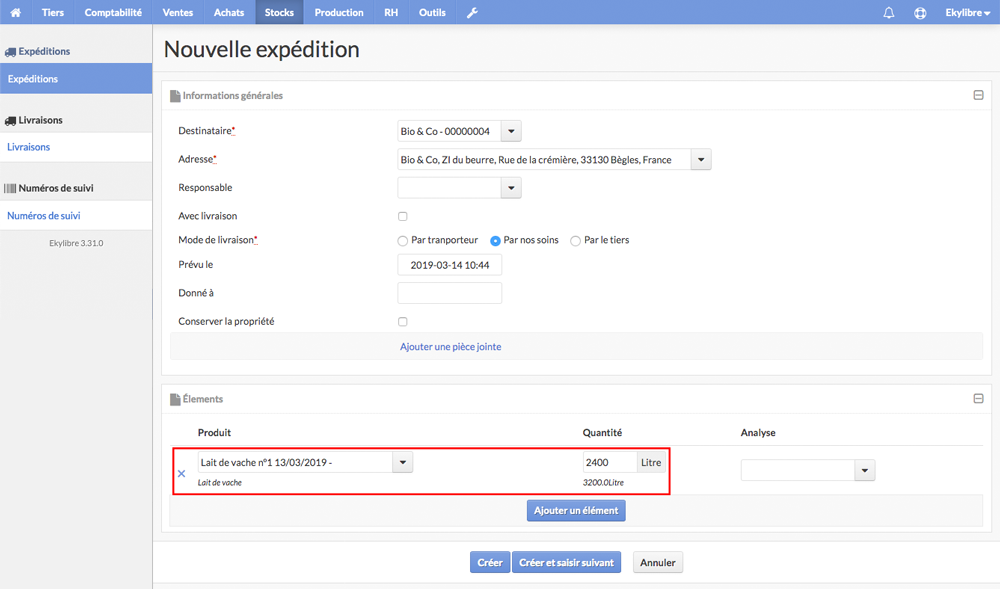 Tiers Comptabilité Ventes Achats Stocks Production RH Outils Ekylibre
Expéditions
Expéditions
Livraisons
Livraisons
Numéros de suivi
Numéros de suivi
Ekylibre 3.31.0
Nouvelle expédition
Informations générales
Destinataire* Bio & Co - 00000004
Adresse* Bio & Co, ZI du beurre, Rue de la crémière, 33130 Bègles, France
Responsable
Avec livraison
Mode de livraison* Par tranporteur Par nos soins Par le tiers
Prévu le 2019-03-14 10:44
Donné à
Conserver la propriété
Ajouter une pièce jointe
Élements
Produit Quantité Analyse
Lait de vache n°1 13/03/2019 - 2400 Litre
Lait de vache 3200.0Litre
Ajouter un élément
Créer Créer et saisir suivant Annuler